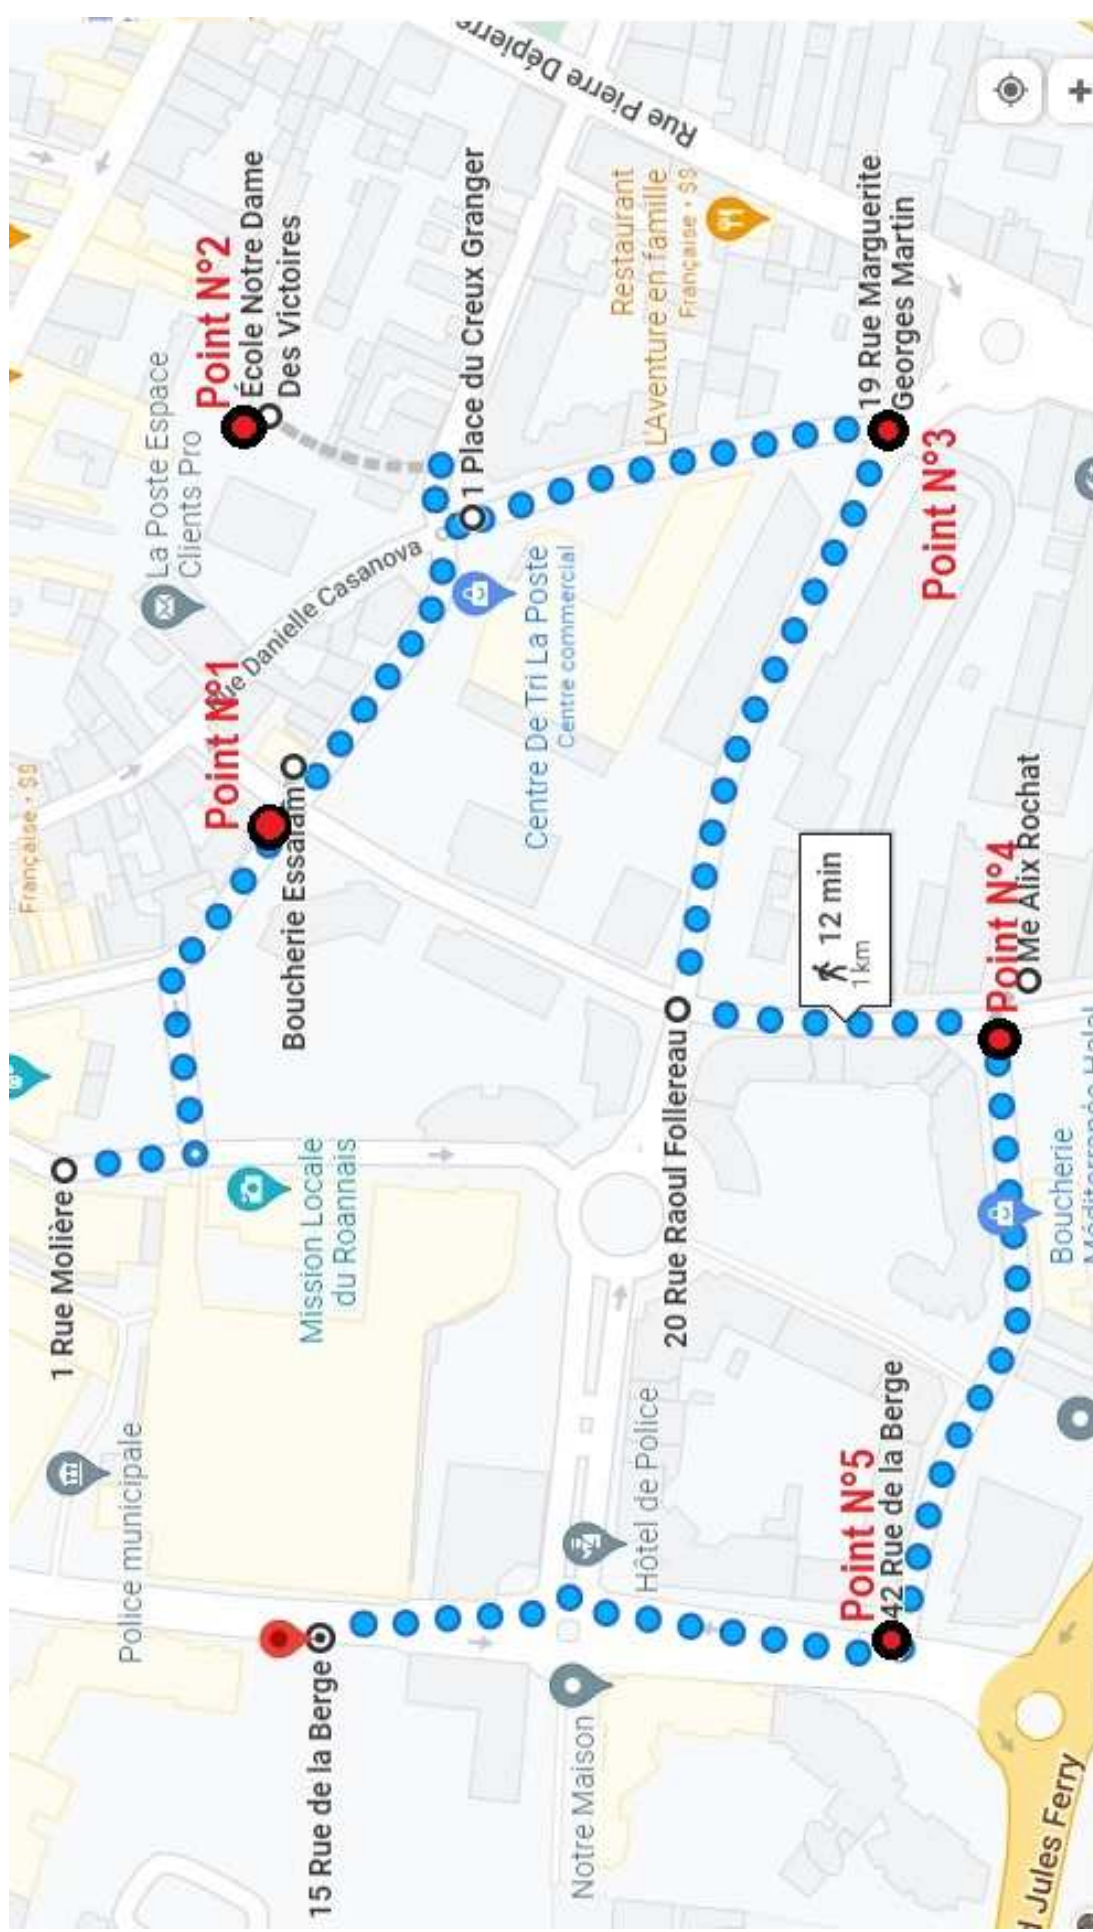 Rue Pierre Dépierre
Point N°2
École Notre Dame
Des Victoires
La Poste Espace
Clients Pro
1 Place du Creux Granger
Restaurant
L'Aventure en famille
Française • $$
19 Rue Marguerite
Georges Martin
Point N°3
Rue Danielle Casanova
Point N°1
Française • $$
Boucherie Essalam
Centre De Tri La Poste
Centre commercial
12 min
1 km
Point N°4
Me Alix Rochat
1 Rue Molière
Mission Locale
du Roannais
20 Rue Raoul Follereau
Boucherie
Méditerranée Halal
Police municipale
Hôtel de Police
Point N°5
42 Rue de la Berge
15 Rue de la Berge
Notre Maison
d Jules Ferry